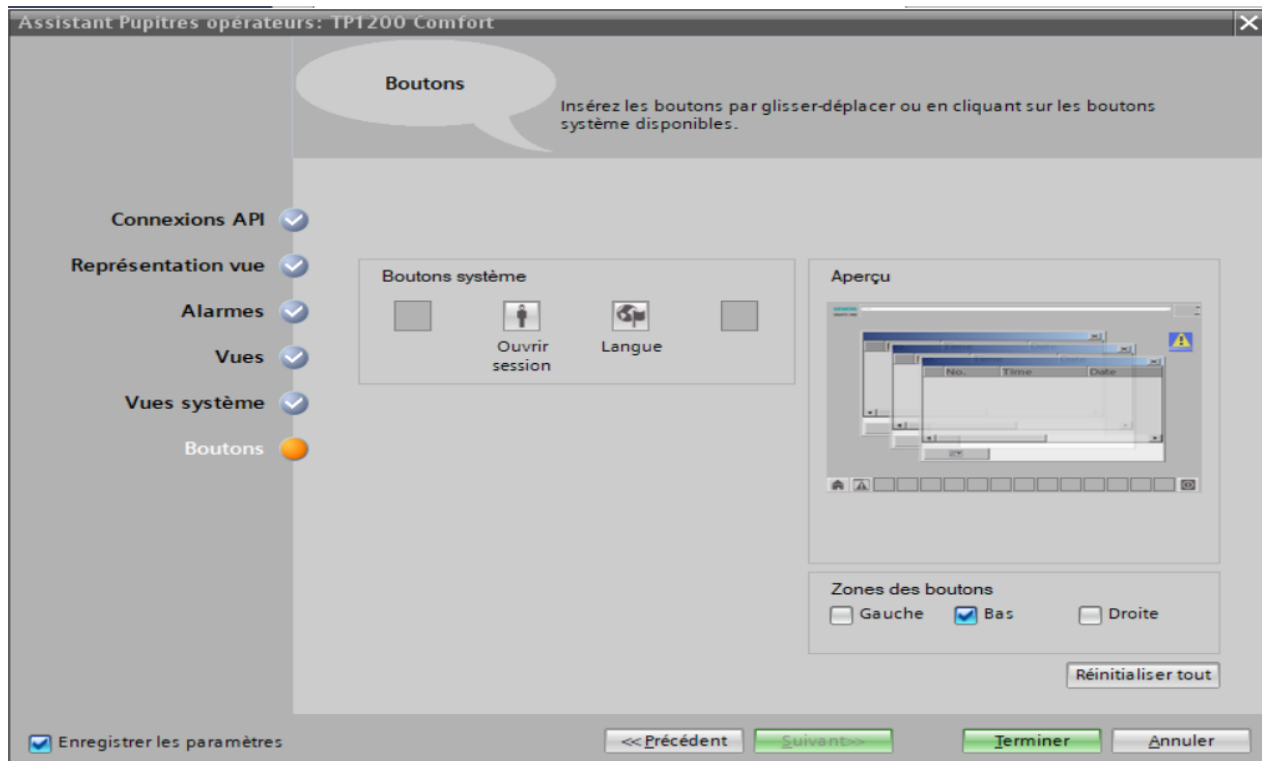 Assistant Pupitres opérateurs: TP1200 Comfort
Boutons
Insérez les boutons par glisser-déplacer ou en cliquant sur les boutons
système disponibles.
Connexions API
Représentation vue
Alarmes
Vues
Vues système
Boutons
Boutons système
Ouvrir
session
Langue
Aperçu
No.
Time
Date
Zones des boutons
Gauche
Bas
Droite
Réinitialiser tout
Enregistrer les paramètres
<<Précédent
Suivant>>
Terminer
Annuler